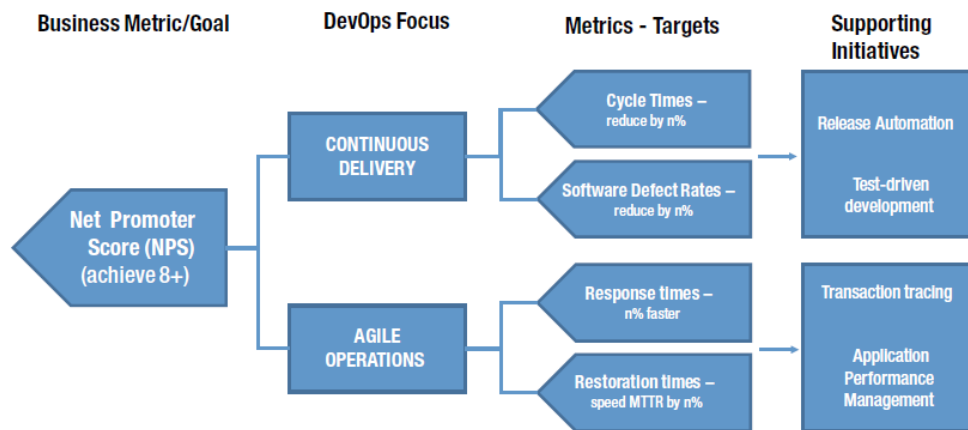 Business Metric/Goal
DevOps Focus
Metrics - Targets
Supporting
Initiatives
Net Promoter
Score (NPS)
(achieve 8+)
CONTINUOUS
DELIVERY
AGILE
OPERATIONS
Cycle Times –
reduce by n%
Software Defect Rates –
reduce by n%
Response times –
n% faster
Restoration times –
speed MTTR by n%
Release Automation
Test-driven
development
Transaction tracing
Application
Performance
Management